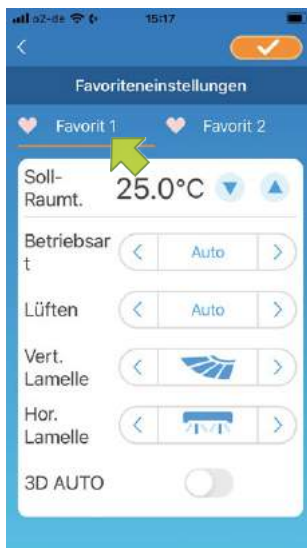 o2-de 15:17
Favoriteneinstellungen
Favorit 1 Favorit 2
Soll-
Raumt. 25.0°C
Betriebsar
t Auto
Lüften Auto
Vert.
Lamelle
Hor.
Lamelle
3D AUTO